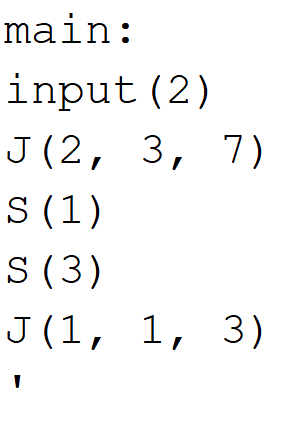 main:
input(2)
J(2, 3, 7)
S(1)
S(3)
J(1, 1, 3)
'